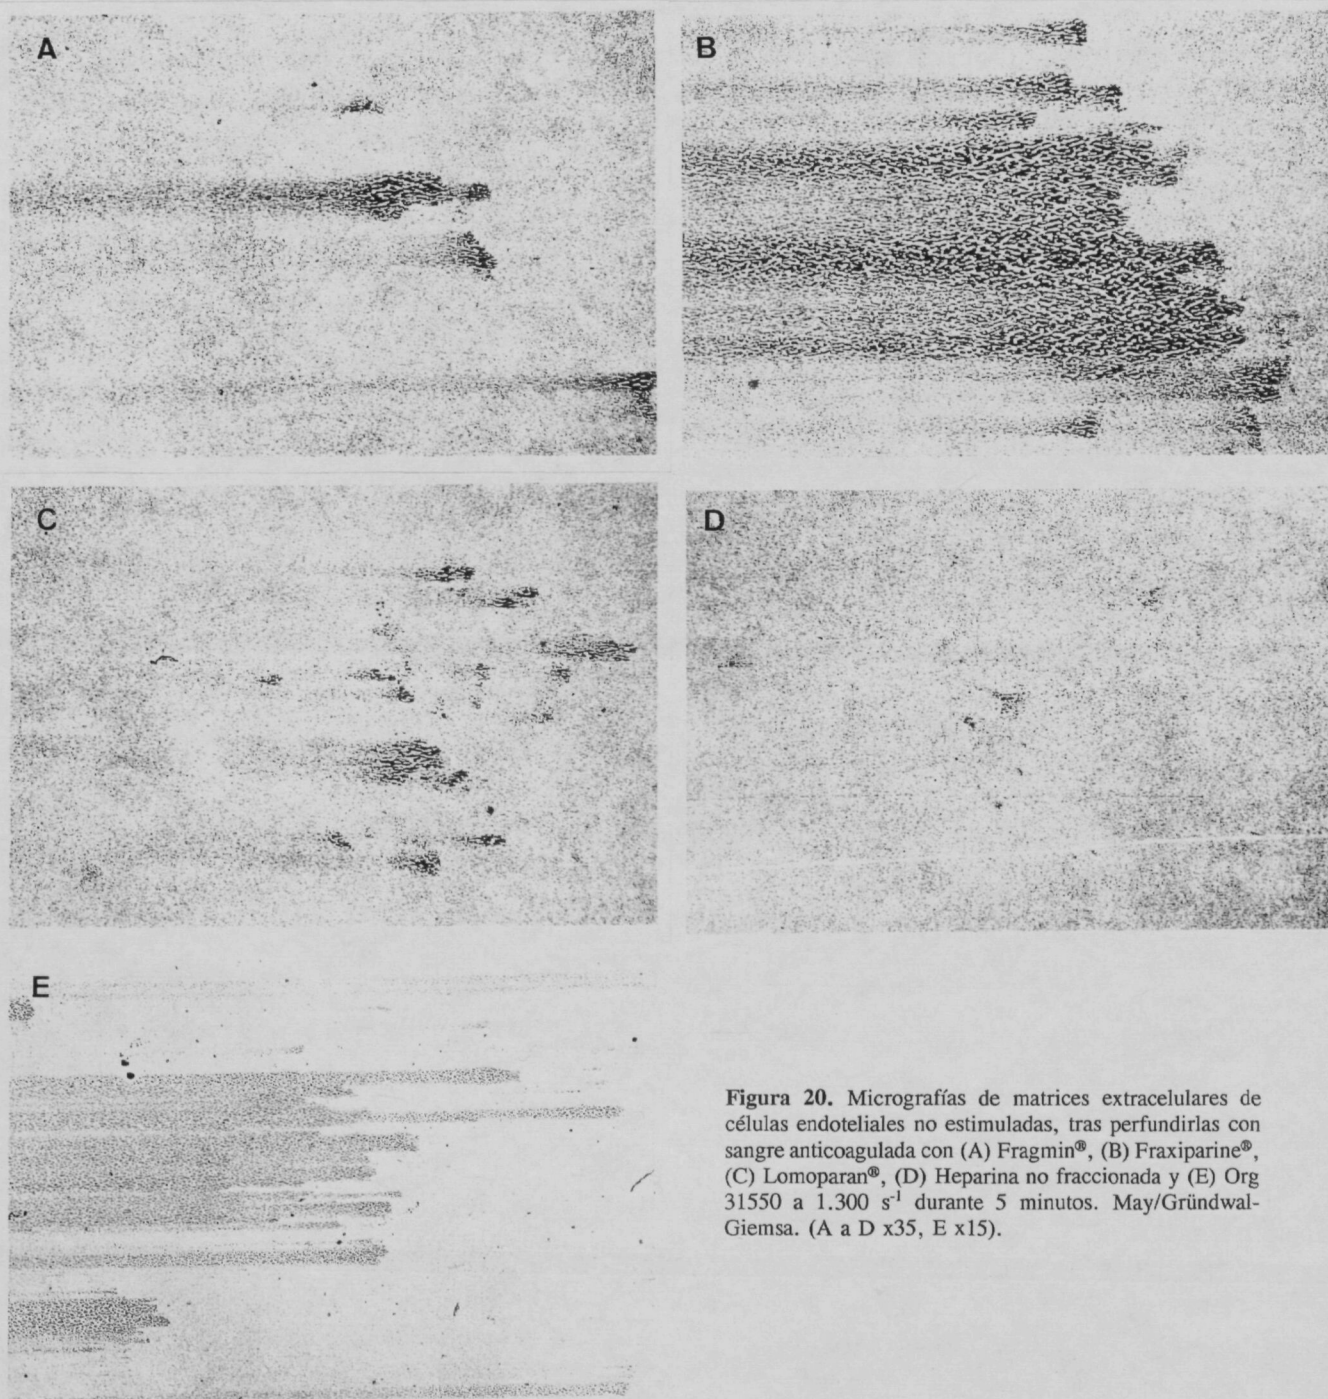 A
B
C
D
E
Figura 20. Micrografías de matrices extracelulares de
células endoteliales no estimuladas, tras perfundirlas con
sangre anticoagulada con (A) Fragmin®, (B) Fraxiparine®,
(C) Lomoparan®, (D) Heparina no fraccionada y (E) Org
31550 a 1.300 s⁻¹ durante 5 minutos. May/Gründwal-
Giemsa. (A a D x35, E x15).